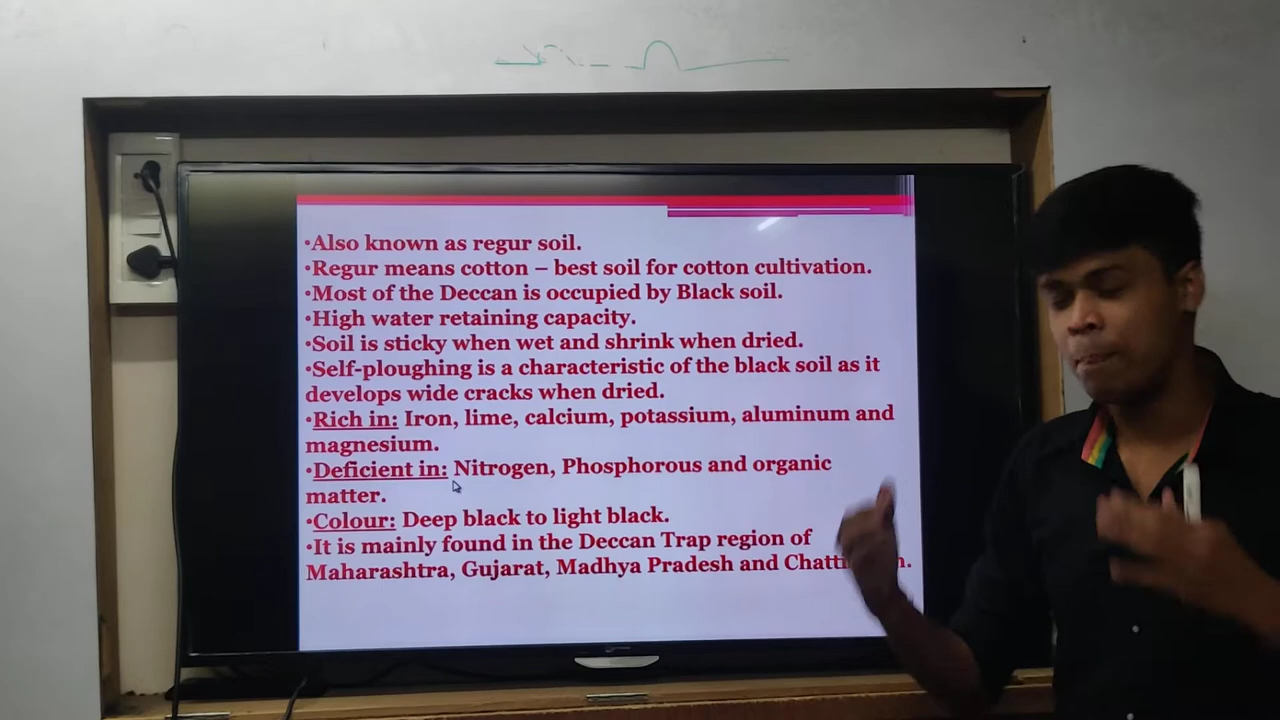 •Also known as regur soil.
•Regur means cotton – best soil for cotton cultivation.
•Most of the Deccan is occupied by Black soil.
•High water retaining capacity.
•Soil is sticky when wet and shrink when dried.
•Self-ploughing is a characteristic of the black soil as it
develops wide cracks when dried.
•Rich in: Iron, lime, calcium, potassium, aluminum and
magnesium.
•Deficient in: Nitrogen, Phosphorous and organic
matter.
•Colour: Deep black to light black.
•It is mainly found in the Deccan Trap region of
Maharashtra, Gujarat, Madhya Pradesh and